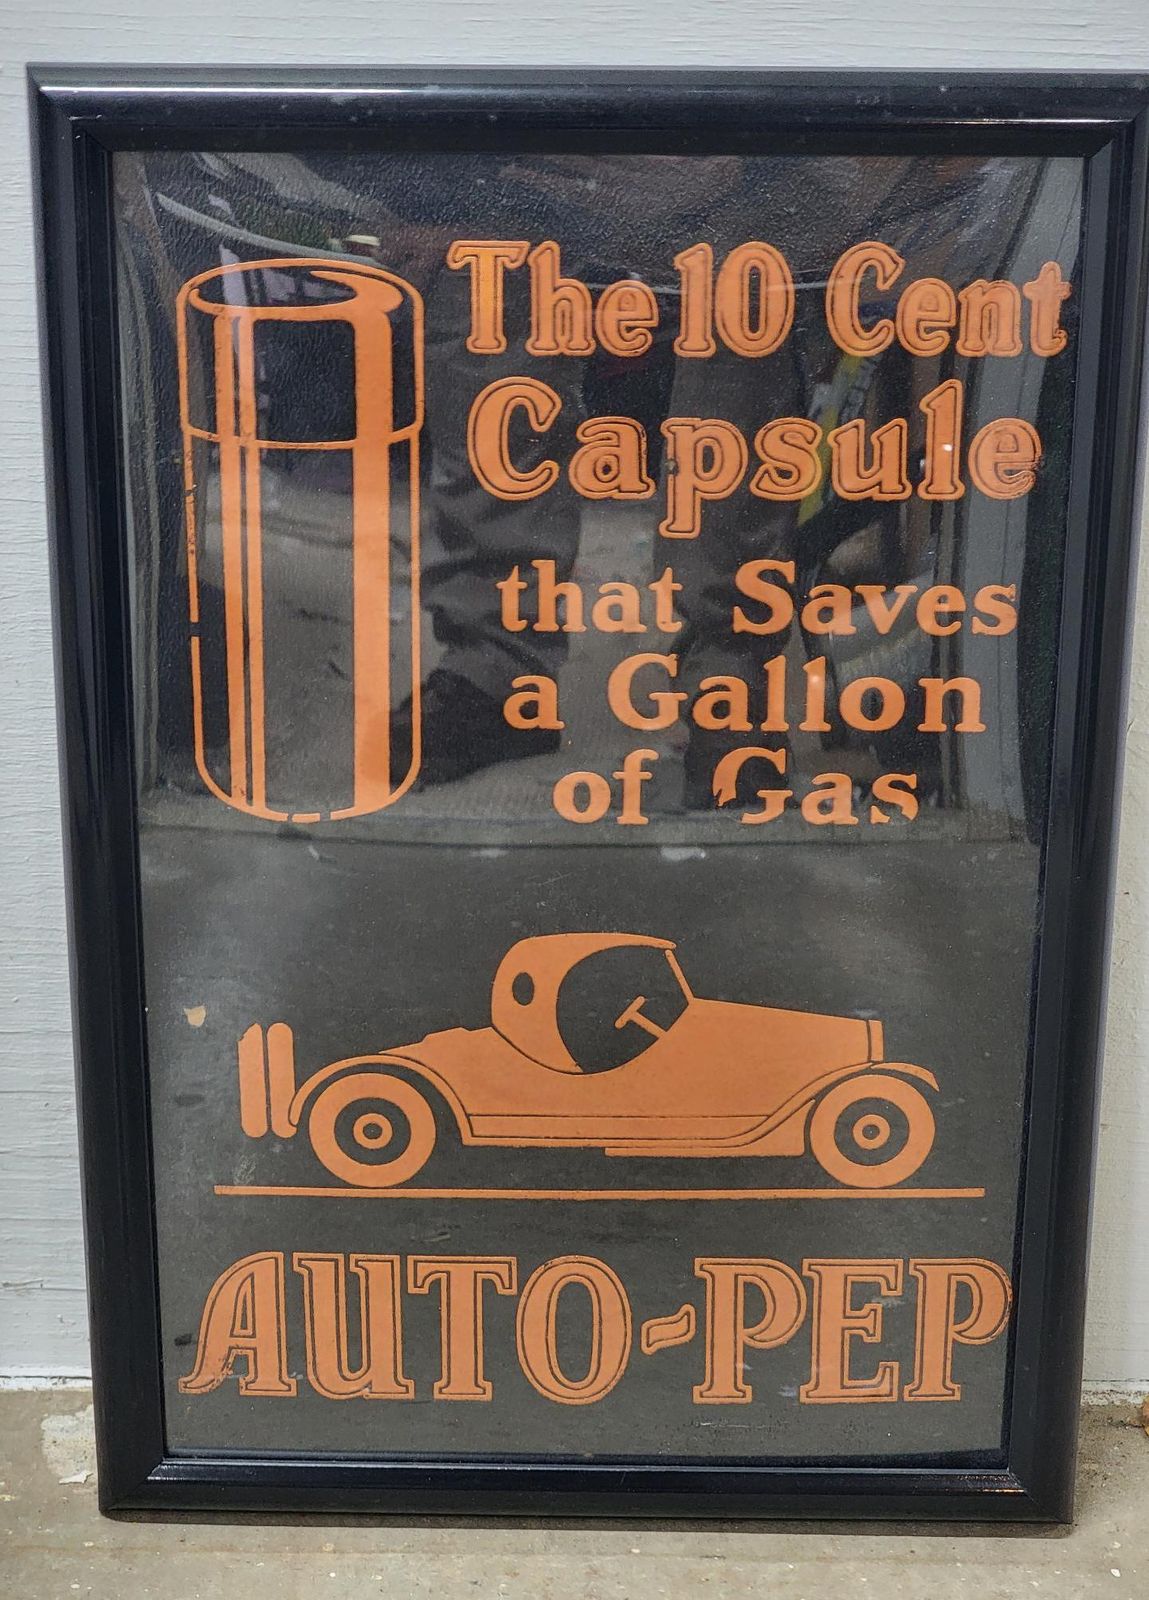 The 10 Cent
Capsule
that Saves
a Gallon
of Gas
AUTO-PEP